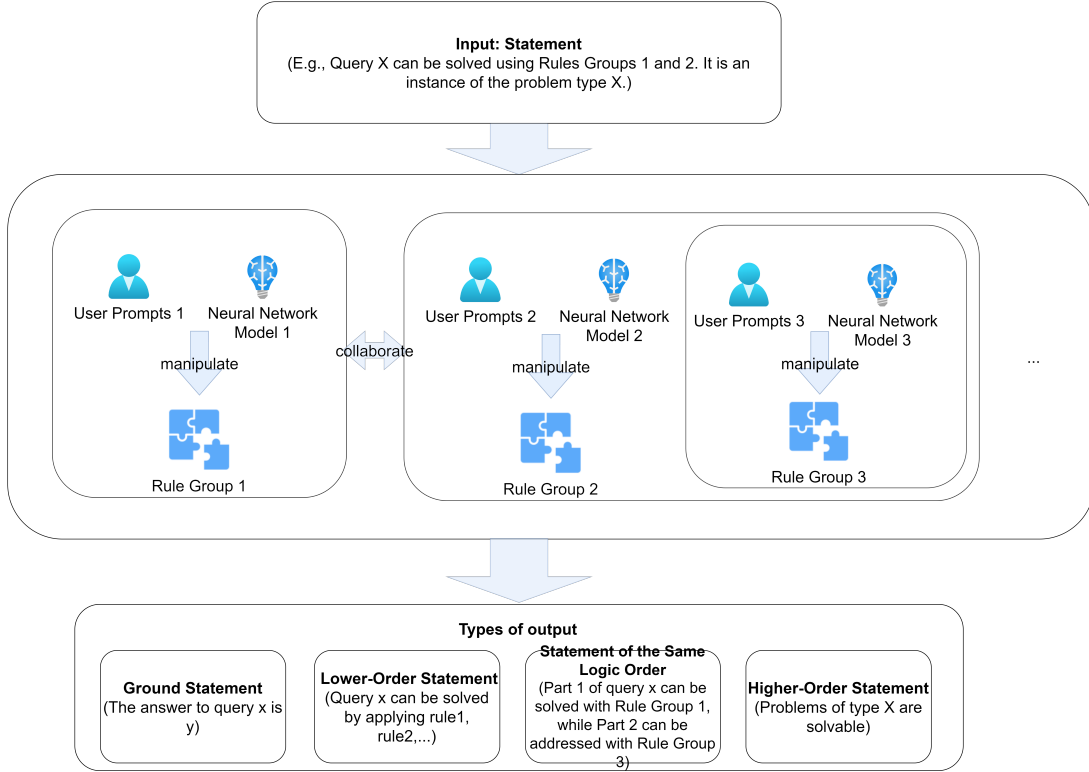 Input: Statement
(E.g., Query X can be solved using Rules Groups 1 and 2. It is an
instance of the problem type X.)
User Prompts 1
Neural Network
Model 1
manipulate
Rule Group 1
collaborate
User Prompts 2
Neural Network
Model 2
manipulate
Rule Group 2
User Prompts 3
Neural Network
Model 3
manipulate
Rule Group 3
...
Types of output
Ground Statement
(The answer to query x is
y)
Lower-Order Statement
(Query x can be solved
by applying rule1,
rule2,...)
Statement of the Same
Logic Order
(Part 1 of query x can be
solved with Rule Group 1,
while Part 2 can be
addressed with Rule Group
3)
Higher-Order Statement
(Problems of type X are
solvable)